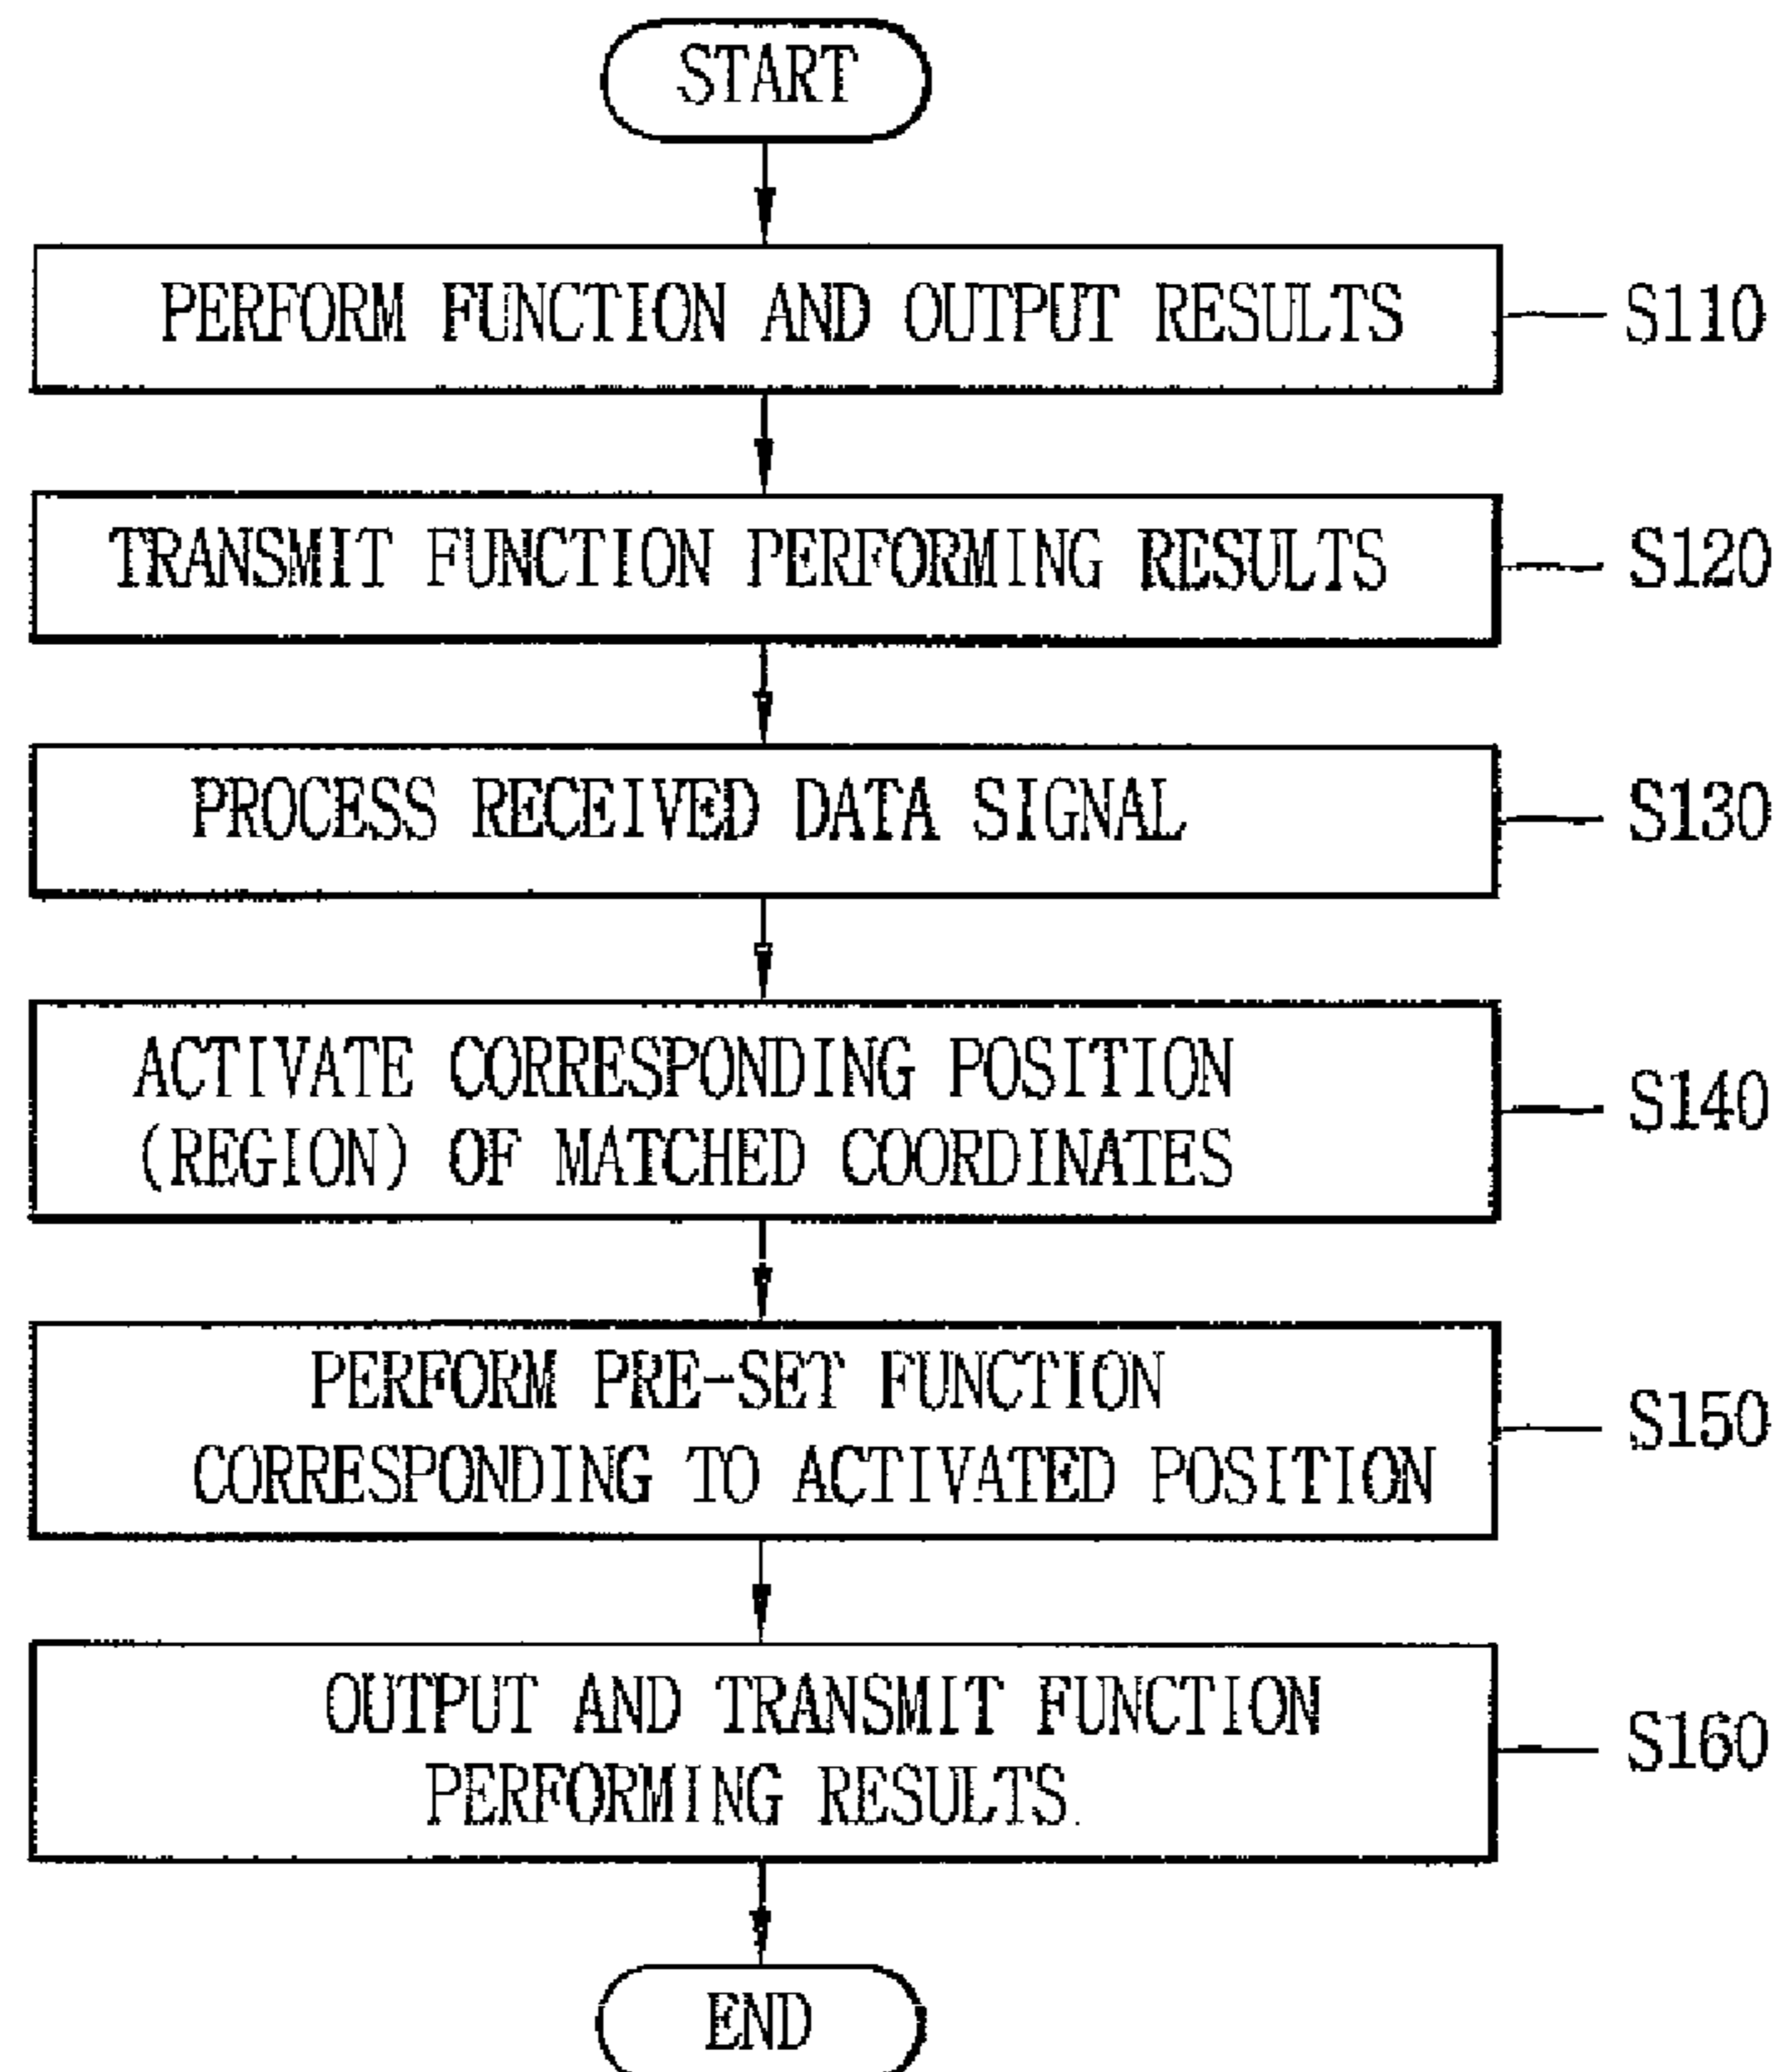 START
PERFORM FUNCTION AND OUTPUT RESULTS
S110
TRANSMIT FUNCTION PERFORMING RESULTS
S120
PROCESS RECEIVED DATA SIGNAL
S130
ACTIVATE CORRESPONDING POSITION
(REGION) OF MATCHED COORDINATES
S140
PERFORM PRE-SET FUNCTION
CORRESPONDING TO ACTIVATED POSITION
S150
OUTPUT AND TRANSMIT FUNCTION
PERFORMING RESULTS
S160
END